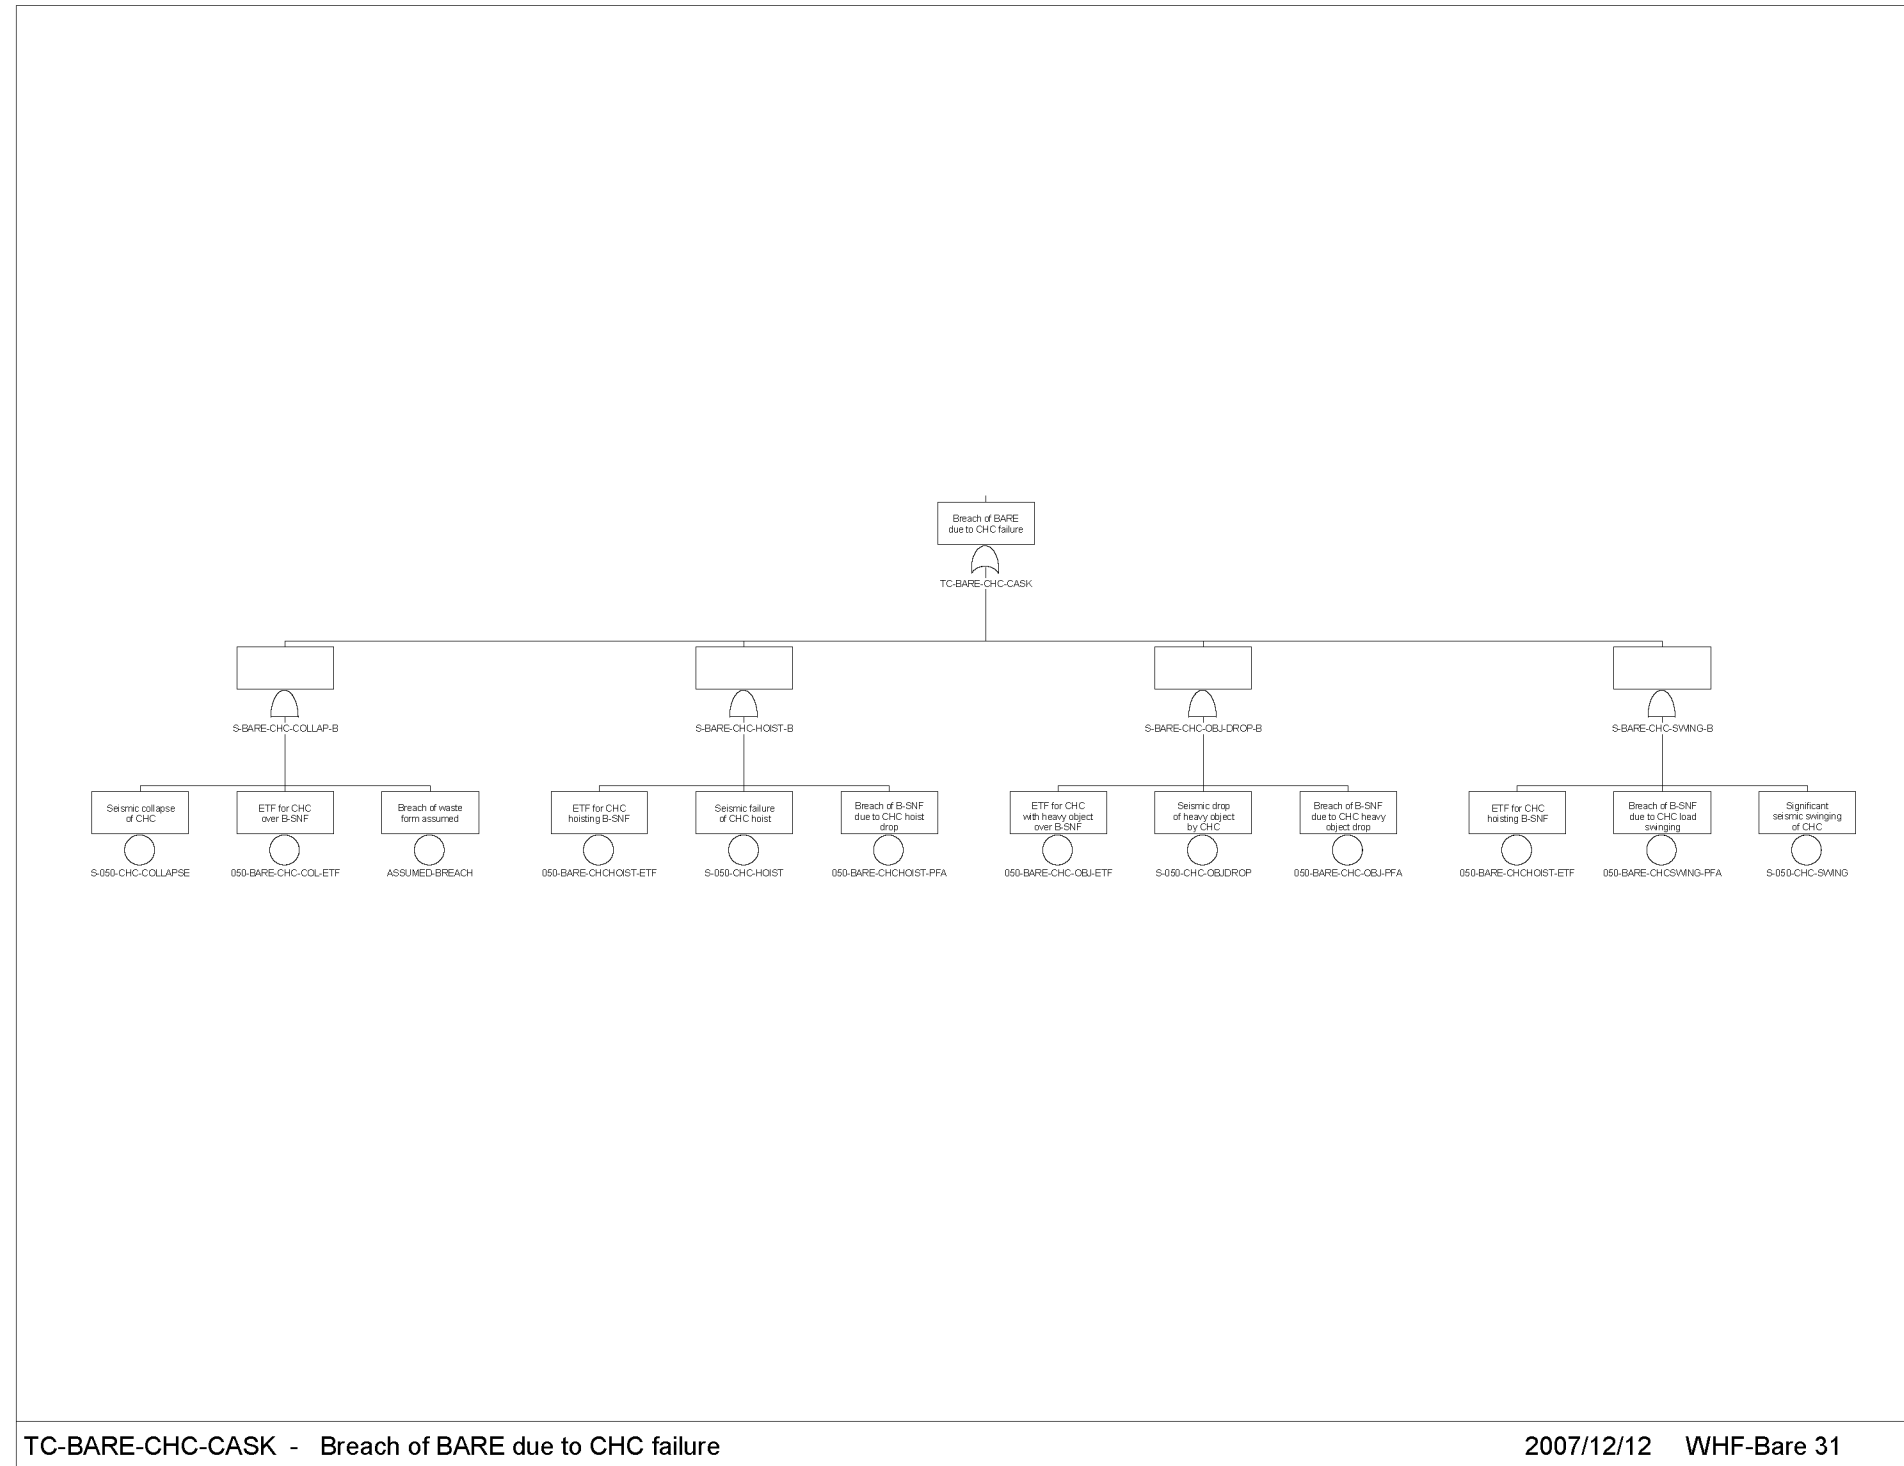 Breach of BARE
due to CHC failure
TC-BARE-CHC-CASK
S-BARE-CHC-COLLAP-B
S-BARE-CHC-HOIST-B
S-BARE-CHC-OBJ-DROP-B
S-BARE-CHC-SWING-B
Seismic collapse
of CHC
S-050-CHC-COLLAPSE
ETF for CHC
over B-SNF
050-BARE-CHC-COL-ETF
Breach of waste
form assumed
ASSUMED-BREACH
ETF for CHC
hoisting B-SNF
050-BARE-CHCHOIST-ETF
Seismic failure
of CHC hoist
S-050-CHC-HOIST
Breach of B-SNF
due to CHC hoist
drop
050-BARE-CHCHOIST-PFA
ETF for CHC
with heavy object
over B-SNF
050-BARE-CHC-OBJ-ETF
Seismic drop
of heavy object
by CHC
S-050-CHC-OBJDROP
Breach of B-SNF
due to CHC heavy
object drop
050-BARE-CHC-OBJ-PFA
ETF for CHC
hoisting B-SNF
050-BARE-CHCHOIST-ETF
Breach of B-SNF
due to CHC load
swinging
050-BARE-CHCSWING-PFA
Significant
seismic swinging
of CHC
S-050-CHC-SWING
TC-BARE-CHC-CASK - Breach of BARE due to CHC failure
2007/12/12 WHF-Bare 31